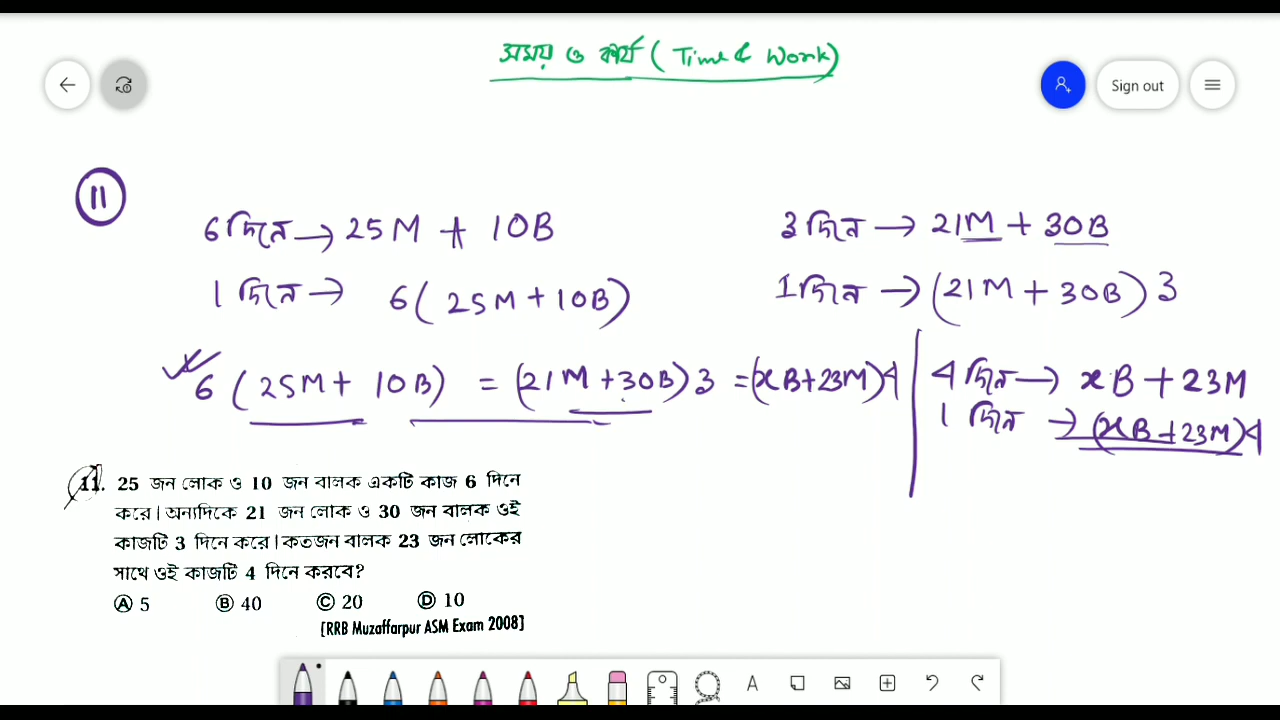 সময় ও কার্য ( Time & Work)
Sign out
11
6 দিনে → 25 M + 10B
3 দিন → 21M + 30B
1 দিনে → 6( 25M + 10B)
1 দিনে → (21M + 30B) 3
6 ( 25M + 10B) = (21M +30B) 3 = (xB+23M)4
4 দিন → xB + 23M
1 দিন → (xB+23M)4
11. 25 জন লোক ও 10 জন বালক একটি কাজ 6 দিনে
করে। অন্যদিকে 21 জন লোক ও 30 জন বালক ওই
কাজটি 3 দিনে করে। কতজন বালক 23 জন লোকের
সাথে ওই কাজটি 4 দিনে করবে?
Ⓐ 5 Ⓑ 40 Ⓒ 20 Ⓓ 10
[RRB Muzaffarpur ASM Exam 2008]
A